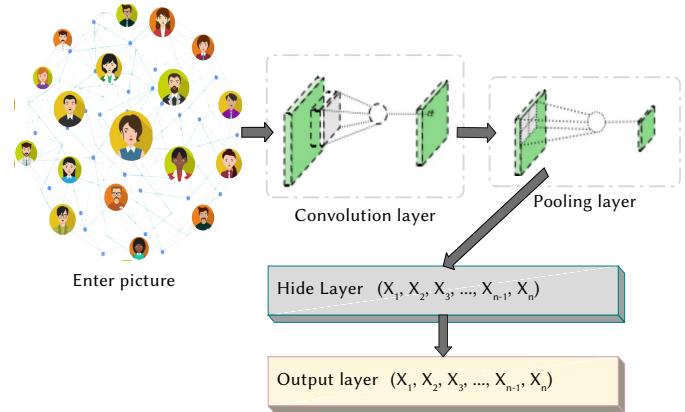 Enter picture
Convolution layer
Pooling layer
Hide Layer (X₁, X₂, X₃, ..., Xₙ₋₁, Xₙ)
Output layer (X₁, X₂, X₃, ..., Xₙ₋₁, Xₙ)